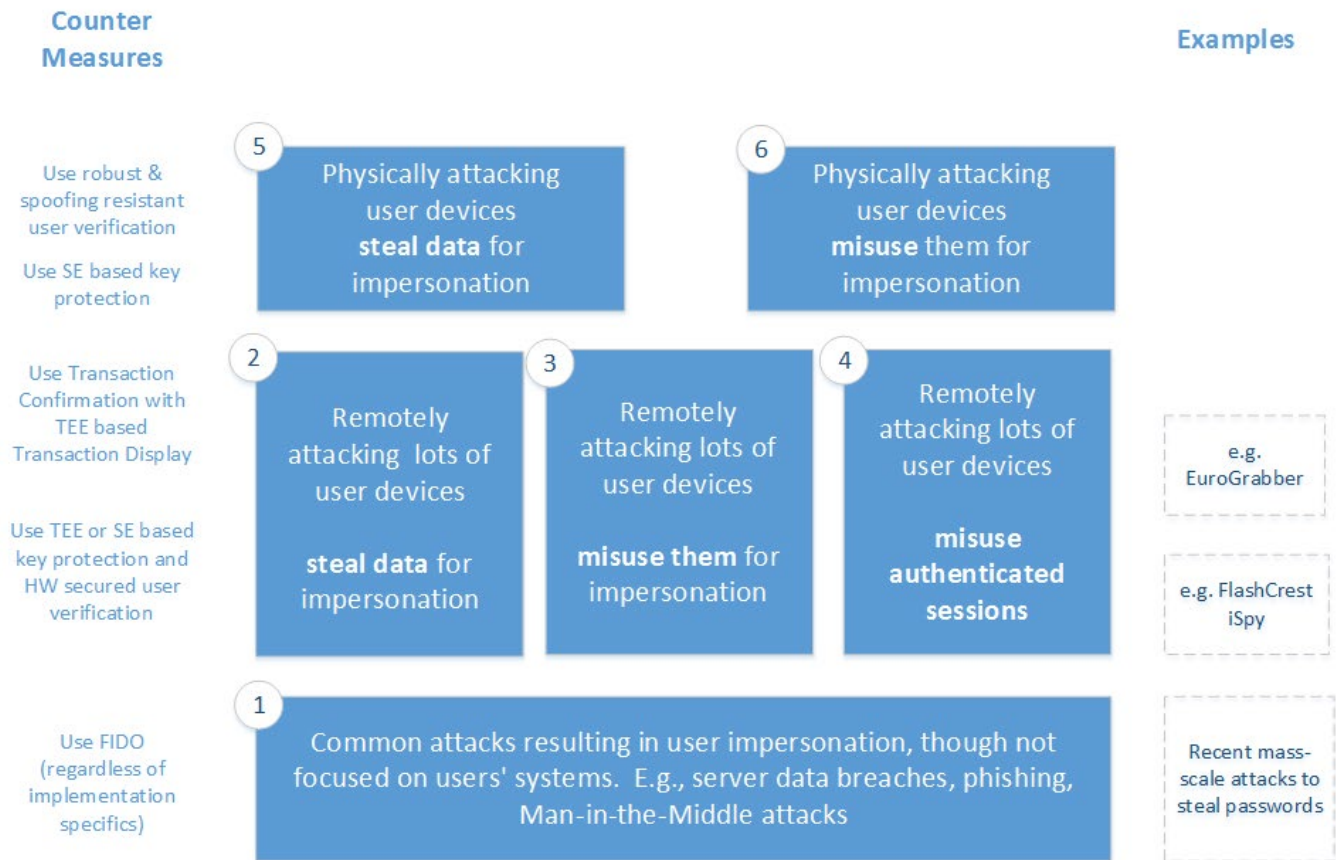 Counter
Measures
Examples
Use robust &
spoofing resistant
user verification
Use SE based key
protection
5
Physically attacking
user devices
steal data for
impersonation
6
Physically attacking
user devices
misuse them for
impersonation
Use Transaction
Confirmation with
TEE based
Transaction Display
Use TEE or SE based
key protection and
HW secured user
verification
2
Remotely
attacking lots of
user devices
steal data for
impersonation
3
Remotely
attacking lots of
user devices
misuse them for
impersonation
4
Remotely
attacking lots of
user devices
misuse
authenticated
sessions
e.g.
EuroGrabber
e.g. FlashCrest
iSpy
Use FIDO
(regardless of
implementation
specifics)
1
Common attacks resulting in user impersonation, though not
focused on users' systems. E.g., server data breaches, phishing,
Man-in-the-Middle attacks
Recent mass-
scale attacks to
steal passwords